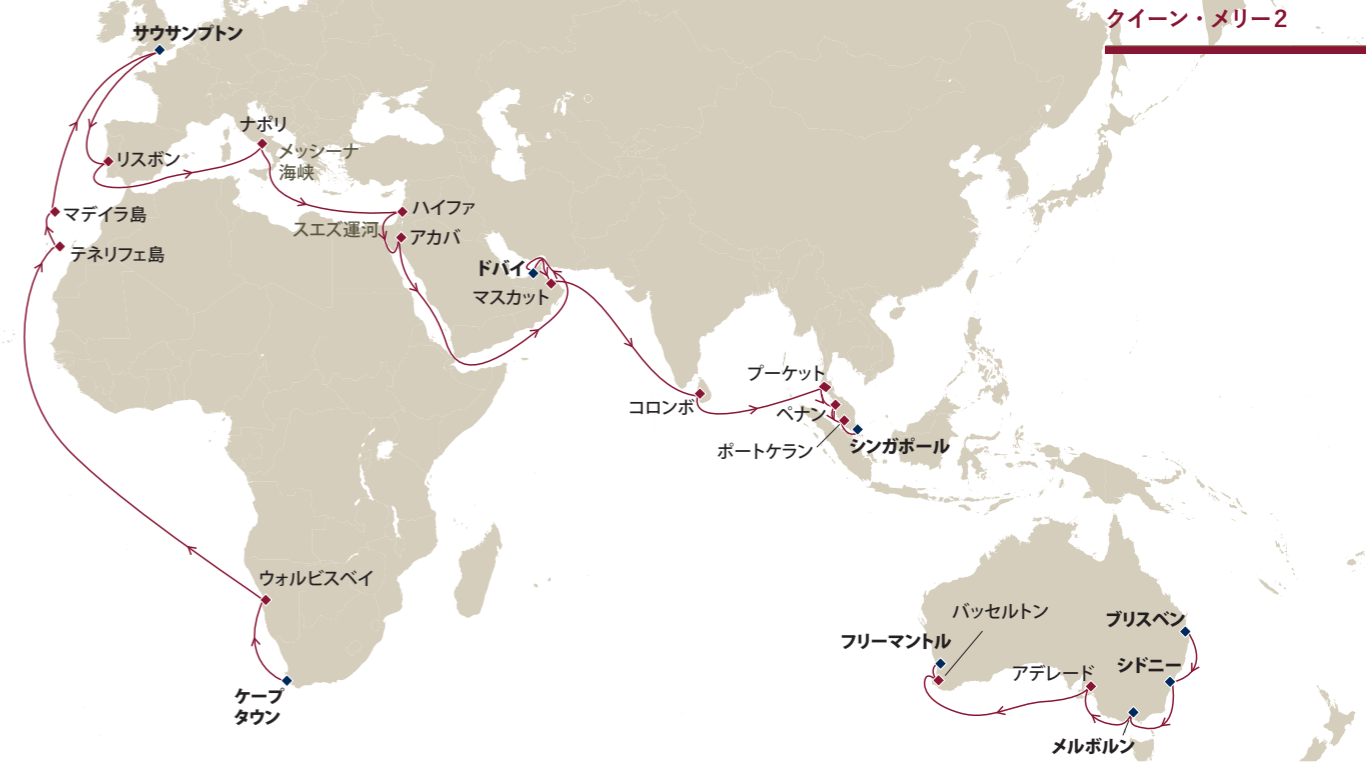 クイーン・メリー2
サウサンプトン
ナポリ
メッシーナ
海峡
リスボン
ハイファ
マデイラ島
スエズ運河
アカバ
テネリフェ島
ドバイ
マスカット
プーケット
コロンボ
ペナン
シンガポール
ポートケラン
ウォルビスベイ
バッセルトン
ブリスベン
フリーマントル
シドニー
アデレード
ケープ
タウン
メルボルン